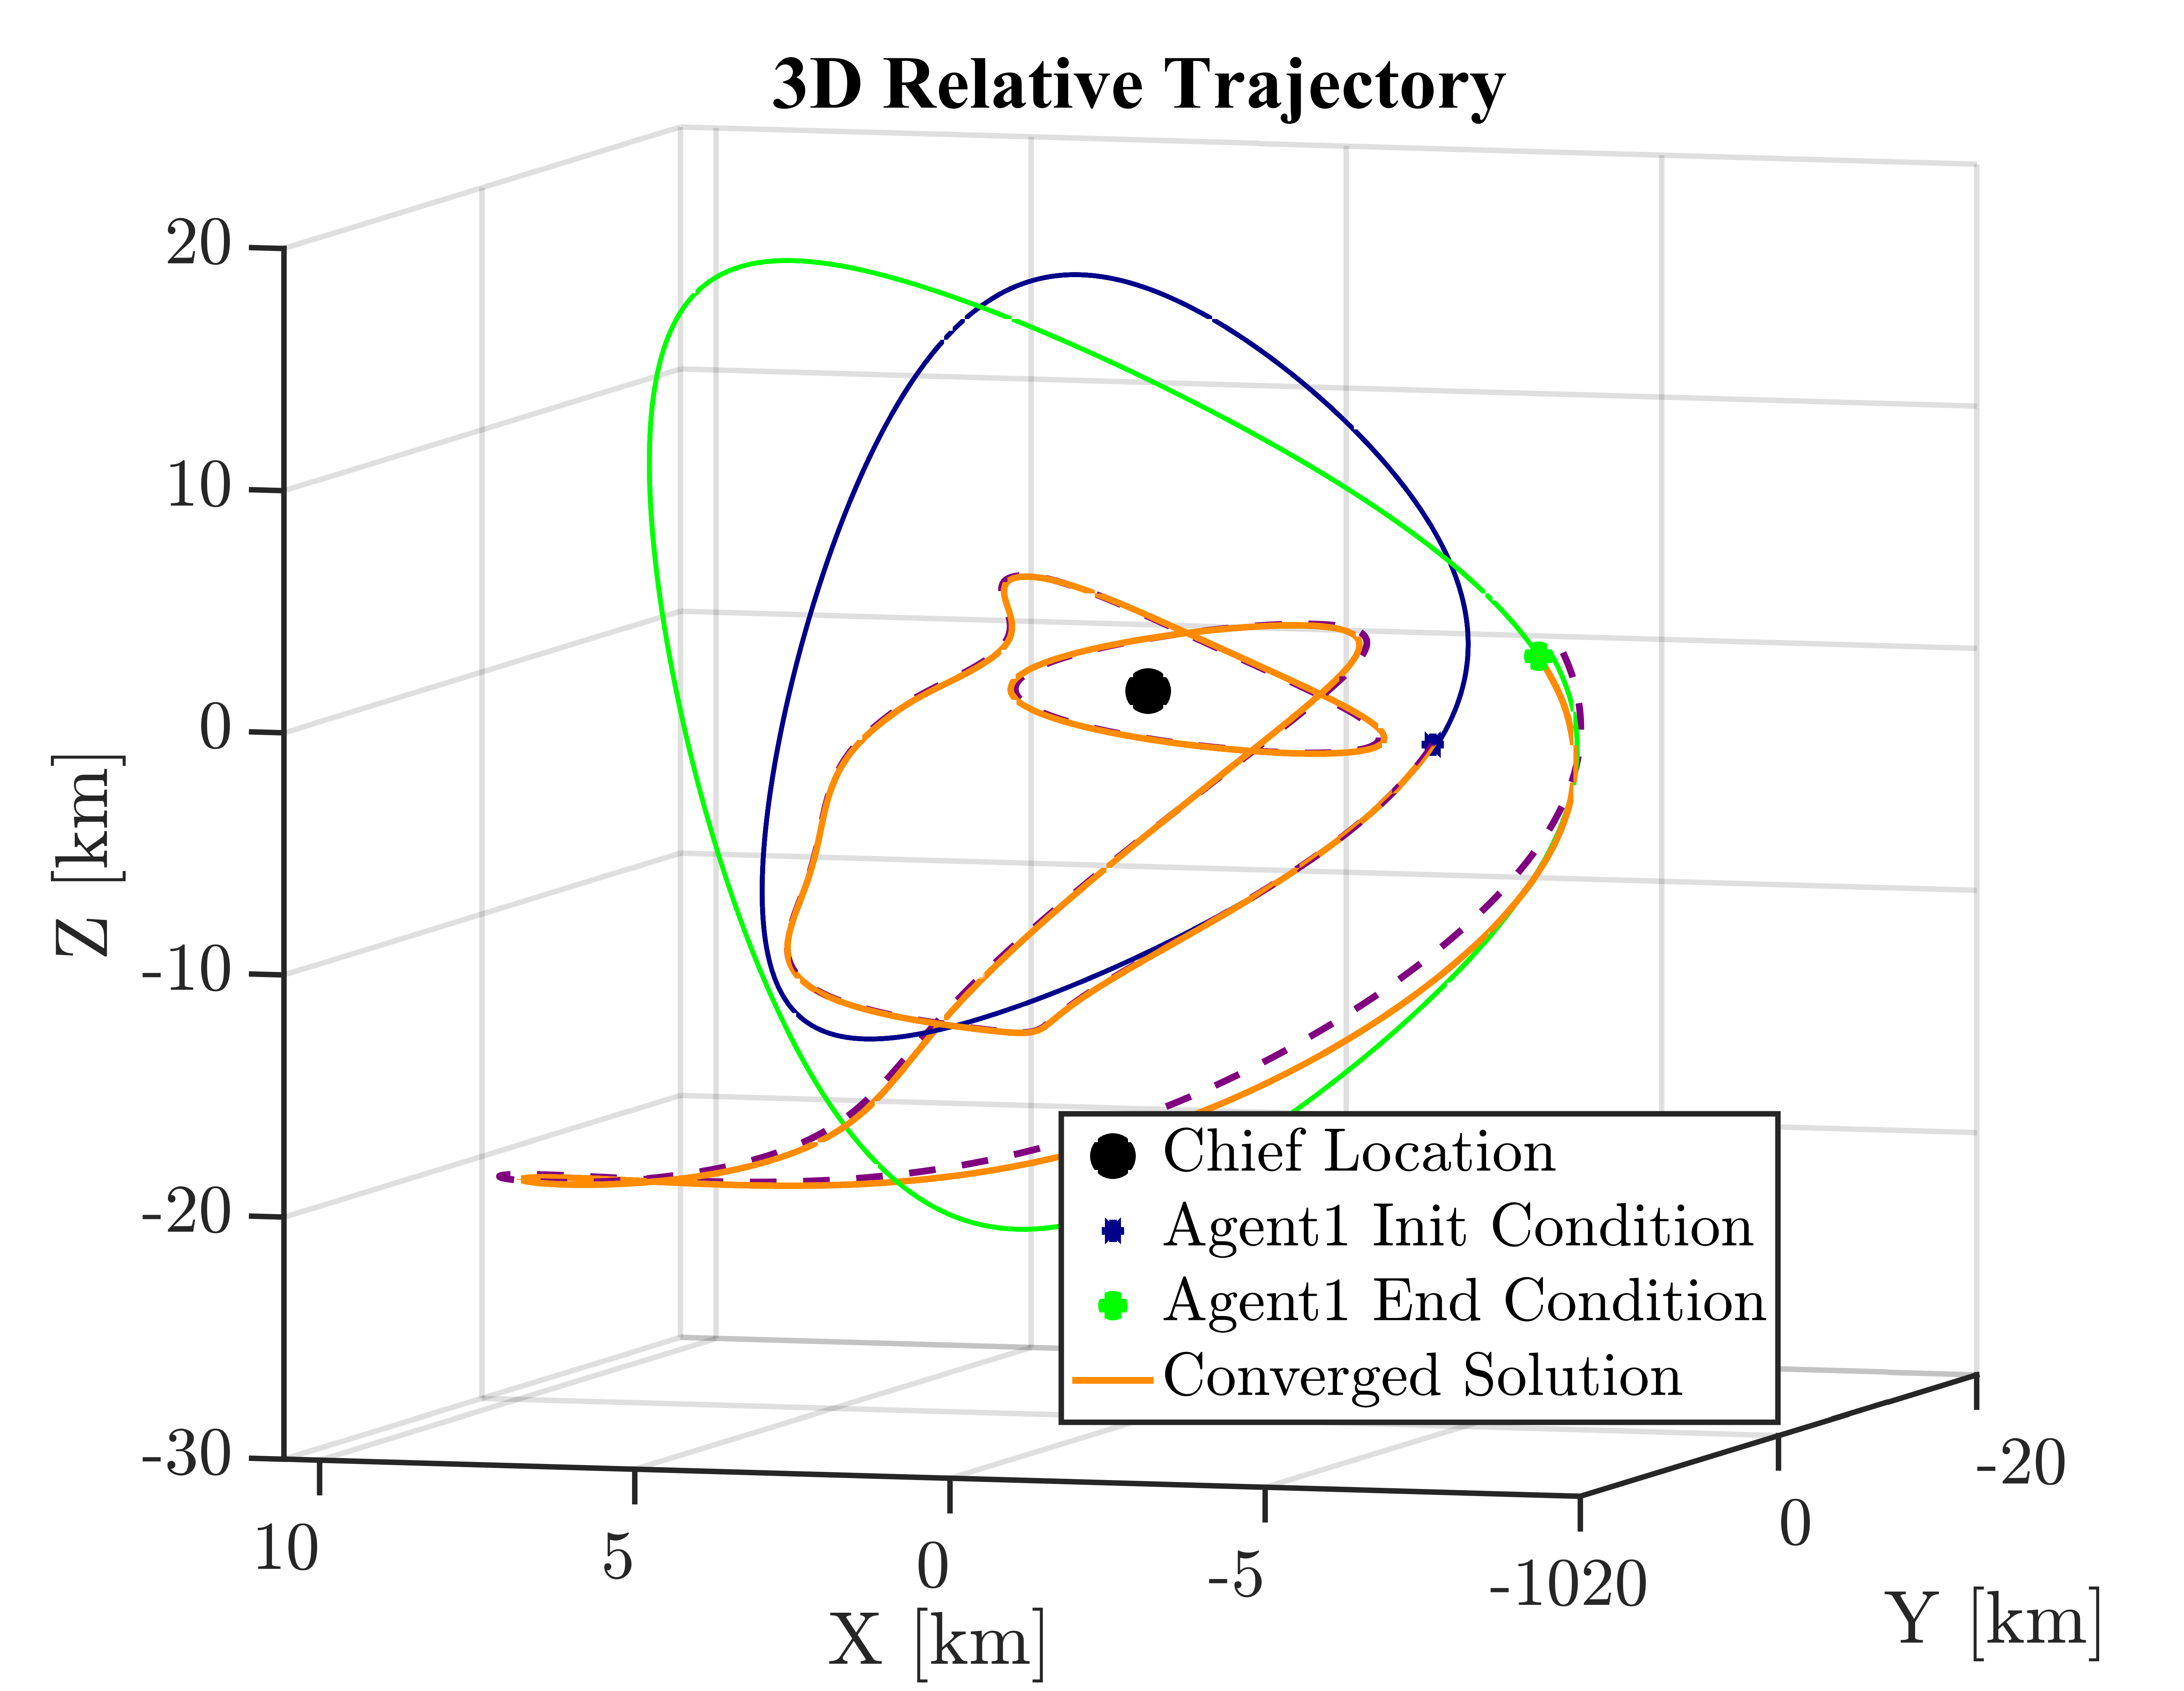 3D Relative Trajectory
20
10
0
-10
-20
-30
Z [km]
Chief Location
Agent1 Init Condition
Agent1 End Condition
Converged Solution
10
5
0
-5
-1020
0
-20
X [km]
Y [km]